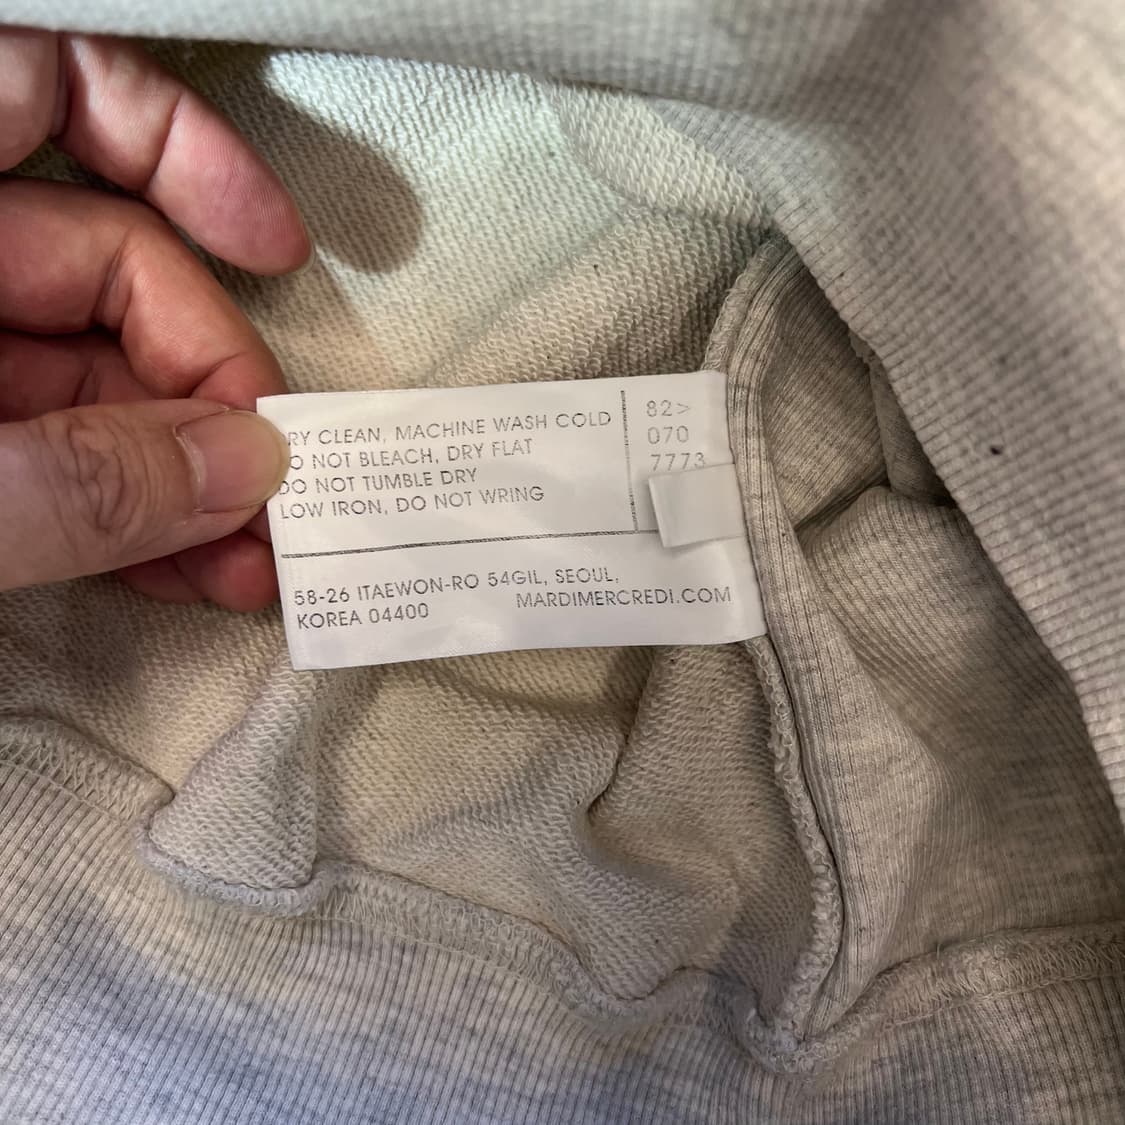 RY CLEAN, MACHINE WASH COLD
O NOT BLEACH, DRY FLAT
DO NOT TUMBLE DRY
LOW IRON, DO NOT WRING
82>
070
7773
58-26 ITAEWON-RO 54GIL, SEOUL,
KOREA 04400
MARDIMERCREDI.COM